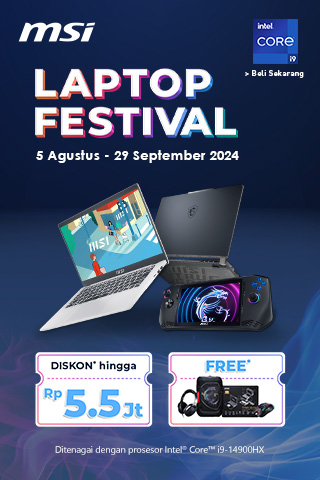 msi
intel
CORE
i9
> Beli Sekarang
LAPTOP
FESTIVAL
5 Agustus - 29 September 2024
msi
DISKON* hingga
Rp 5.5Jt
FREE*
Ditenagai dengan prosesor Intel® Core™ i9-14900HX